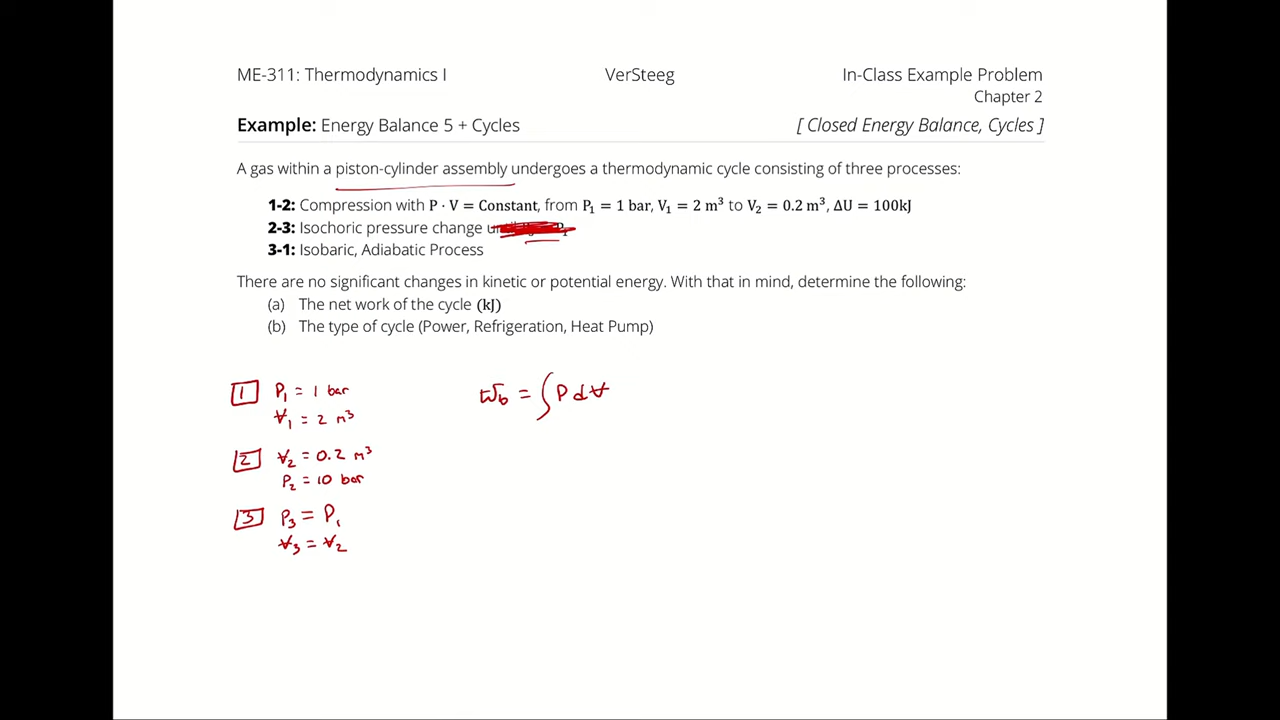 ME-311: Thermodynamics I VerSteeg In-Class Example Problem
Chapter 2
Example: Energy Balance 5 + Cycles [ Closed Energy Balance, Cycles ]
A gas within a piston-cylinder assembly undergoes a thermodynamic cycle consisting of three processes:
1-2: Compression with P · V = Constant, from P₁ = 1 bar, V₁ = 2 m³ to V₂ = 0.2 m³, ΔU = 100kJ
2-3: Isochoric pressure change
3-1: Isobaric, Adiabatic Process
There are no significant changes in kinetic or potential energy. With that in mind, determine the following:
(a) The net work of the cycle (kJ)
(b) The type of cycle (Power, Refrigeration, Heat Pump)
1 P₁ = 1 bar
V₁ = 2 m³
W_b = ∫ P dV
2 V₂ = 0.2 m³
P₂ = 10 bar
3 P₃ = P₁
V₃ = V₂